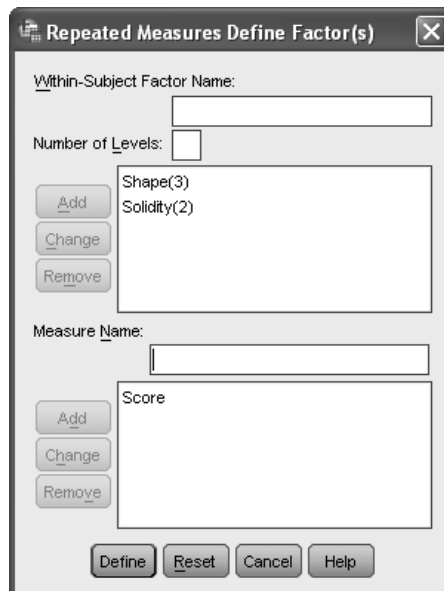 Repeated Measures Define Factor(s)
Within-Subject Factor Name:
Number of Levels:
Add
Change
Remove
Shape(3)
Solidity(2)
Measure Name:
Add
Change
Remove
Score
Define Reset Cancel Help